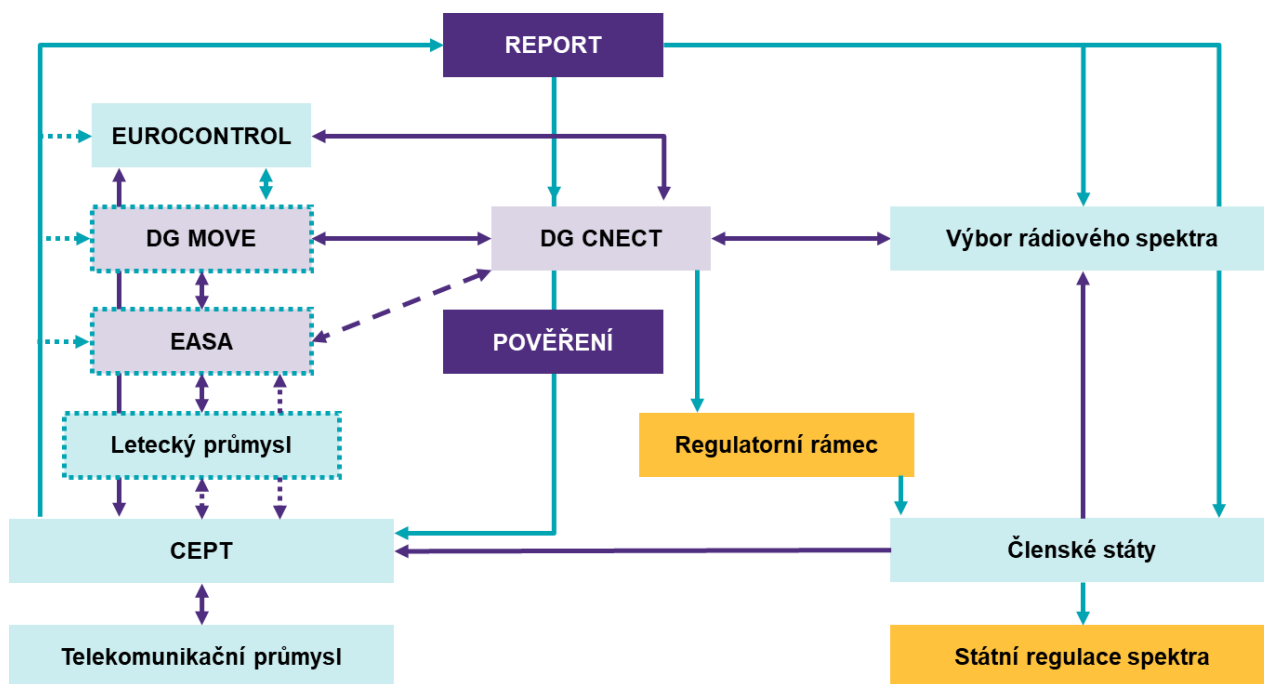 REPORT
EUROCONTROL
DG MOVE
DG CNECT
Výbor rádiového spektra
EASA
POVĚŘENÍ
Letecký průmysl
Regulatorní rámec
CEPT
Členské státy
Telekomunikační průmysl
Státní regulace spektra